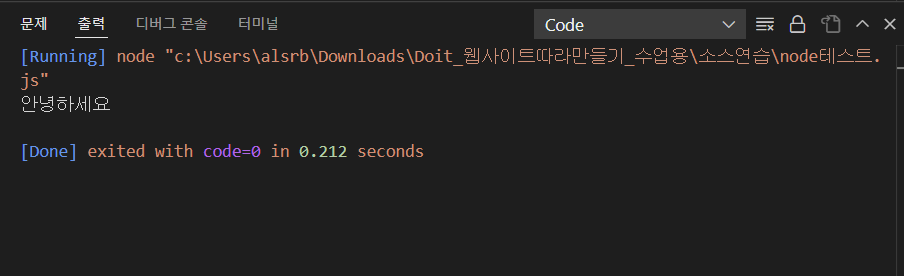 문제 출력 디버그 콘솔 터미널 Code
[Running] node "c:\Users\alsrb\Downloads\Doit_웹사이트따라만들기_수업용\소스연습\node테스트.
js"
안녕하세요
[Done] exited with code=0 in 0.212 seconds